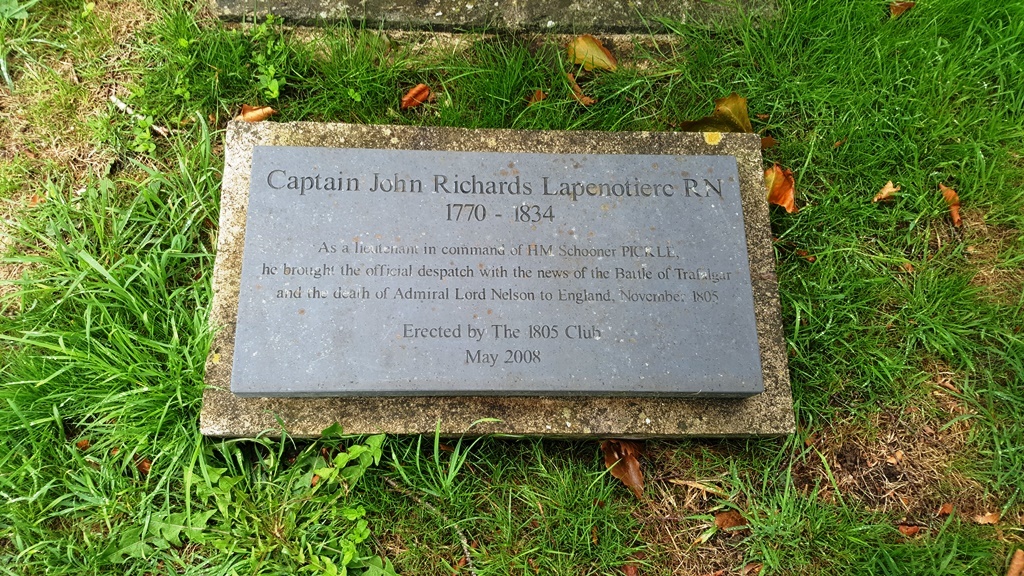 Captain John Richards Lapenotiere RN
1770 - 1834
As a lieutenant in command of HM Schooner PICKLE,
he brought the official despatch with the news of the Battle of Trafalgar
and the death of Admiral Lord Nelson to England, November 1805
Erected by The 1805 Club
May 2008